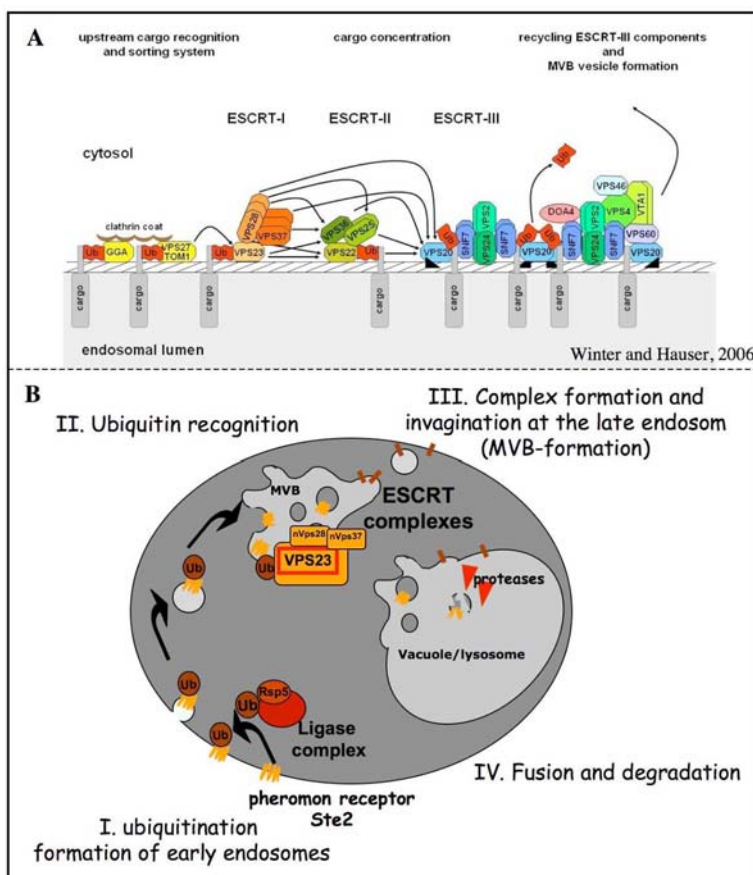 A
upstream cargo recognition
and sorting system
cargo concentration
recycling ESCRT-III components
and
MVB vesicle formation
ESCRT-I
ESCRT-II
ESCRT-III
cytosol
clathrin coat
Ub
GGA
Ub
VPS27
TOM1
Ub
VPS23
VPS28
VPS37
VPS36
VPS25
VPS22
Ub
VPS20
Ub
SNF7
VPS2
VPS24
SNF7
Ub
Ub
VPS20
Ub
DOA4
SNF7
VPS2
VPS24
SNF7
VPS46
VPS4
VTA1
VPS60
VPS20
cargo
cargo
cargo
cargo
cargo
cargo
cargo
cargo
endosomal lumen
Winter and Hauser, 2006
B
II. Ubiquitin recognition
III. Complex formation and
invagination at the late endosom
(MVB-formation)
MVB
ESCRT
complexes
nVps28
nVps37
VPS23
Ub
Ub
proteases
Vacuole/lysosome
Ub
Ub
Ub
Rsp5
Ligase
complex
IV. Fusion and degradation
pheromon receptor
Ste2
I. ubiquitination
formation of early endosomes